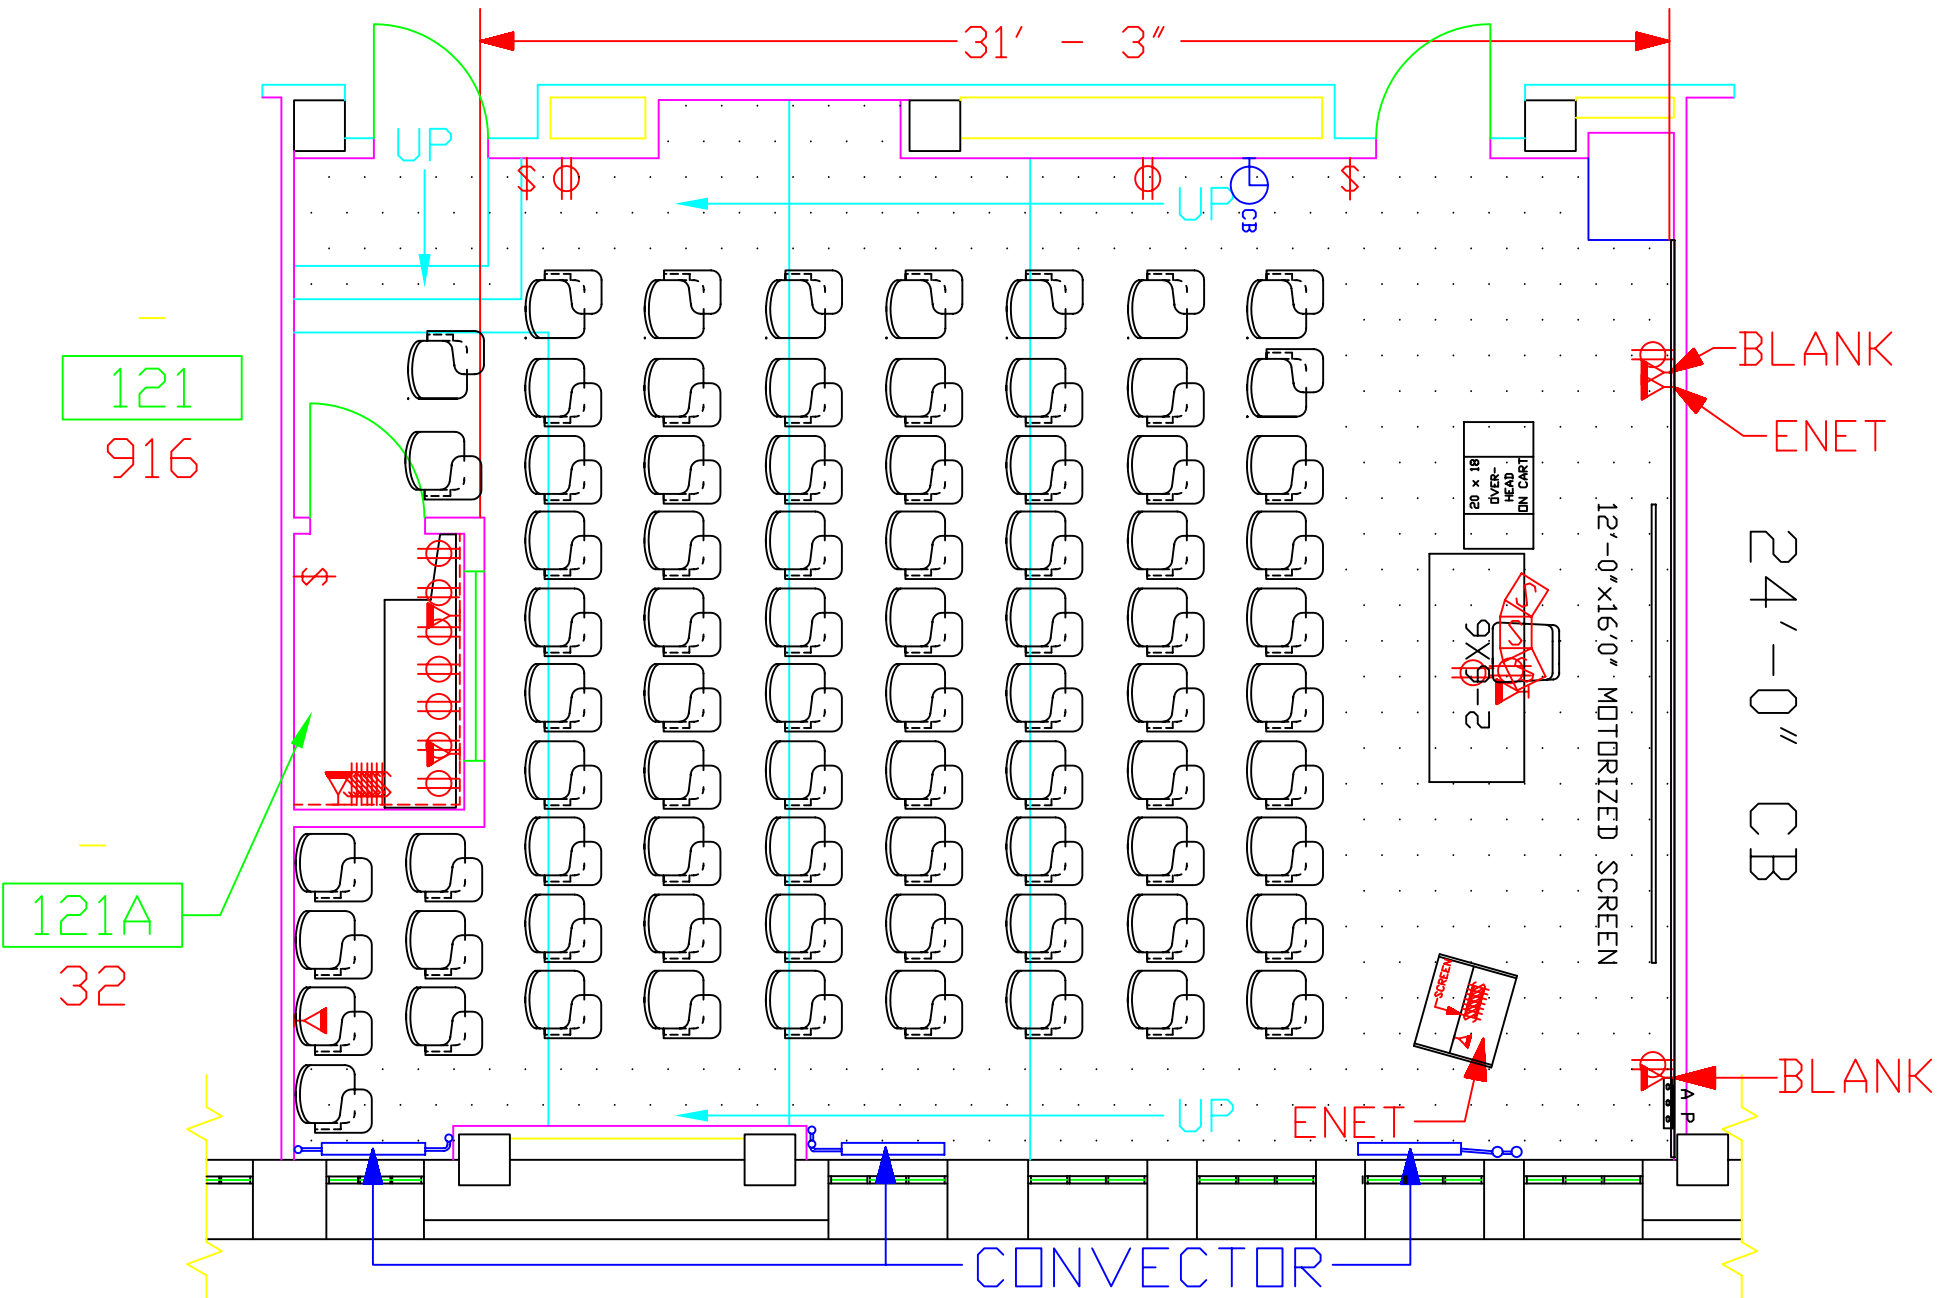 31' - 3"
UP
UP
CB
121
916
BLANK
ENET
20 x 18
OVER-
HEAD
ON CART
12'-0"x16'0" MOTORIZED SCREEN
24'-0" CB
9X6-2
121A
32
SCREEN
A P
BLANK
ENET
UP
CONVECTOR